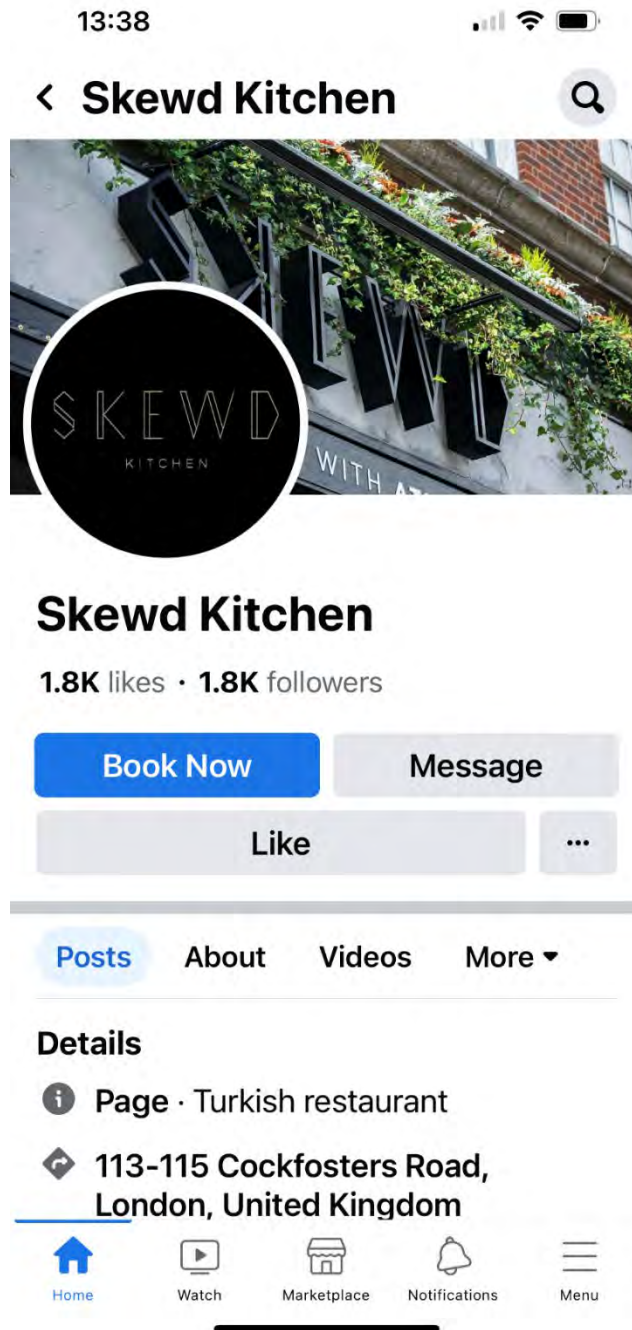 13:38
Skewd Kitchen
SKEWD
WITH
SKEWD
KITCHEN
Skewd Kitchen
1.8K likes · 1.8K followers
Book Now
Message
Like
Posts
About
Videos
More
Details
Page · Turkish restaurant
113-115 Cockfosters Road,
London, United Kingdom
Home
Watch
Marketplace
Notifications
Menu